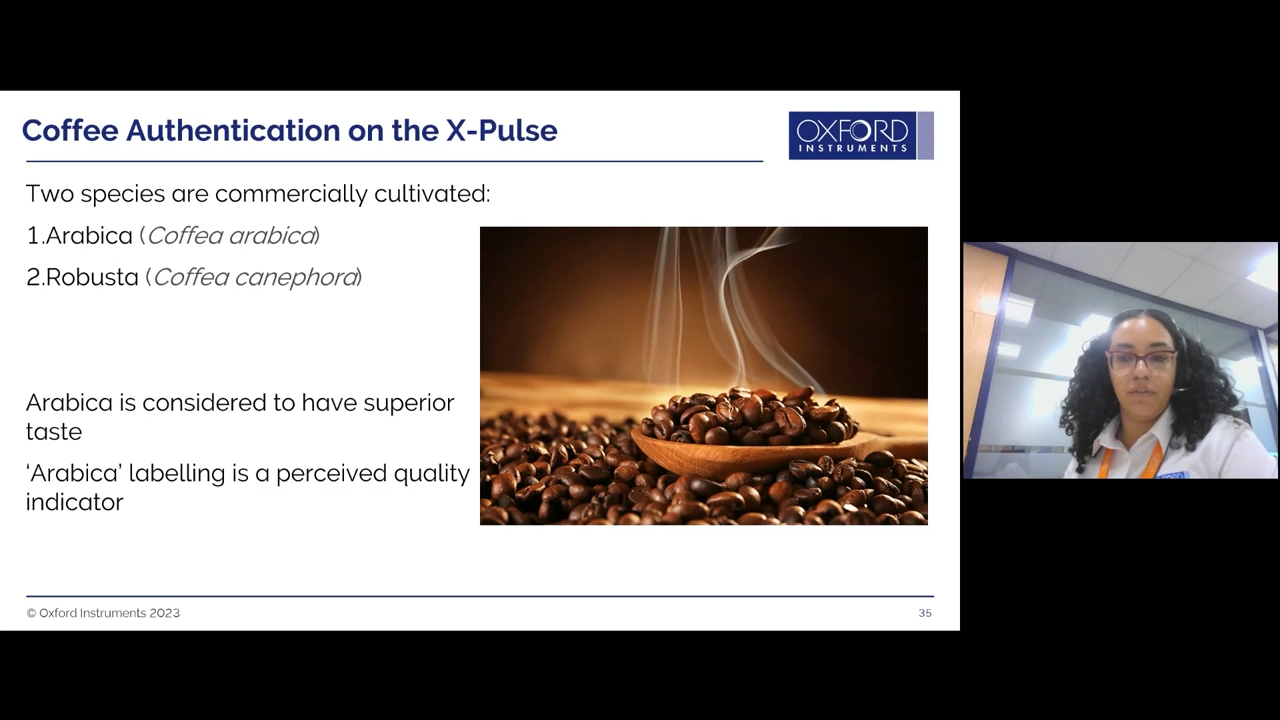 Coffee Authentication on the X-Pulse
OXFORD
INSTRUMENTS
Two species are commercially cultivated:
1.Arabica (Coffea arabica)
2.Robusta (Coffea canephord)
Arabica is considered to have superior
taste
‘Arabica’ labelling is a perceived quality
indicator
© Oxford Instruments 2023
35